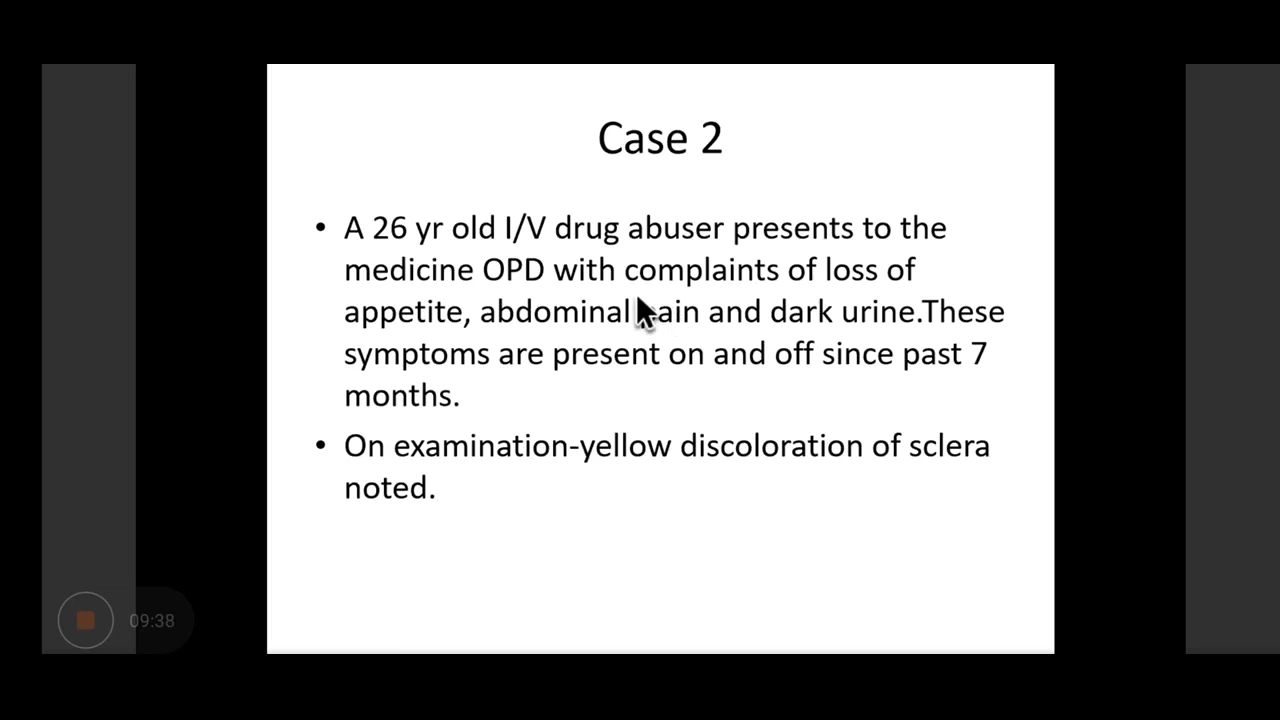 Case 2
• A 26 yr old I/V drug abuser presents to the
medicine OPD with complaints of loss of
appetite, abdominal ain and dark urine.These
symptoms are present on and off since past 7
months.
• On examination-yellow discoloration of sclera
noted.
09:38